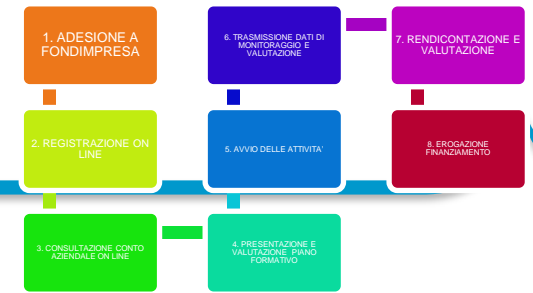 1. ADESIONE A
FONDIMPRESA
2. REGISTRAZIONE ON
LINE
3. CONSULTAZIONE CONTO
AZIENDALE ON LINE
4. PRESENTAZIONE E
VALUTAZIONE PIANO
FORMATIVO
5. AVVIO DELLE ATTIVITA'
6. TRASMISSIONE DATI DI
MONITORAGGIO E
VALUTAZIONE
7. RENDICONTAZIONE E
VALUTAZIONE
8. EROGAZIONE
FINANZIAMENTO